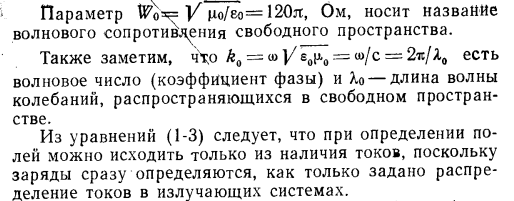 Параметр W₀=√μ₀/ε₀=120π, Ом, носит название
волнового сопротивления свободного пространства.
Также заметим, что k₀=ω√ε₀μ₀=ω/c=2π/λ₀ есть
волновое число (коэффициент фазы) и λ₀—длина волны
колебаний, распространяющихся в свободном простран-
стве.
Из уравнений (1-3) следует, что при определении по-
лей можно исходить только из наличия токов, поскольку
заряды сразу определяются, как только задано распре-
деление токов в излучающих системах.